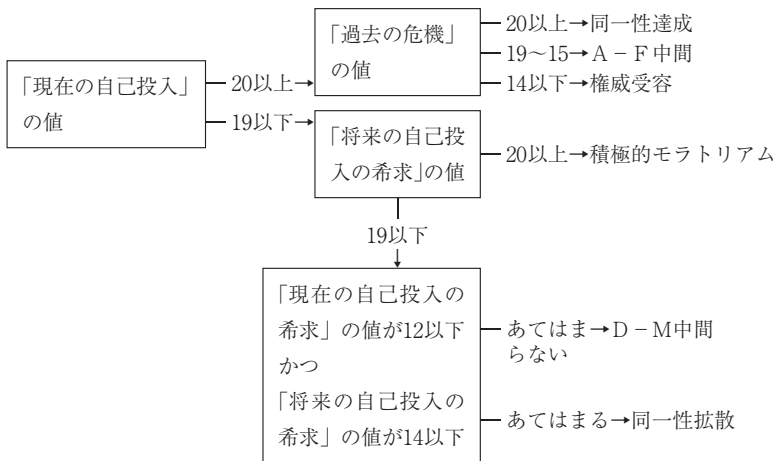 「現在の自己投入」
の値
20以上→
19以下→
「過去の危機」
の値
20以上→同一性達成
19〜15→A－F中間
14以下→権威受容
「将来の自己投
入の希求」の値
20以上→積極的モラトリアム
19以下
「現在の自己投入の
希求」の値が12以下
かつ
「将来の自己投入の
希求」の値が14以下
あてはま→D－M中間
らない
あてはまる→同一性拡散